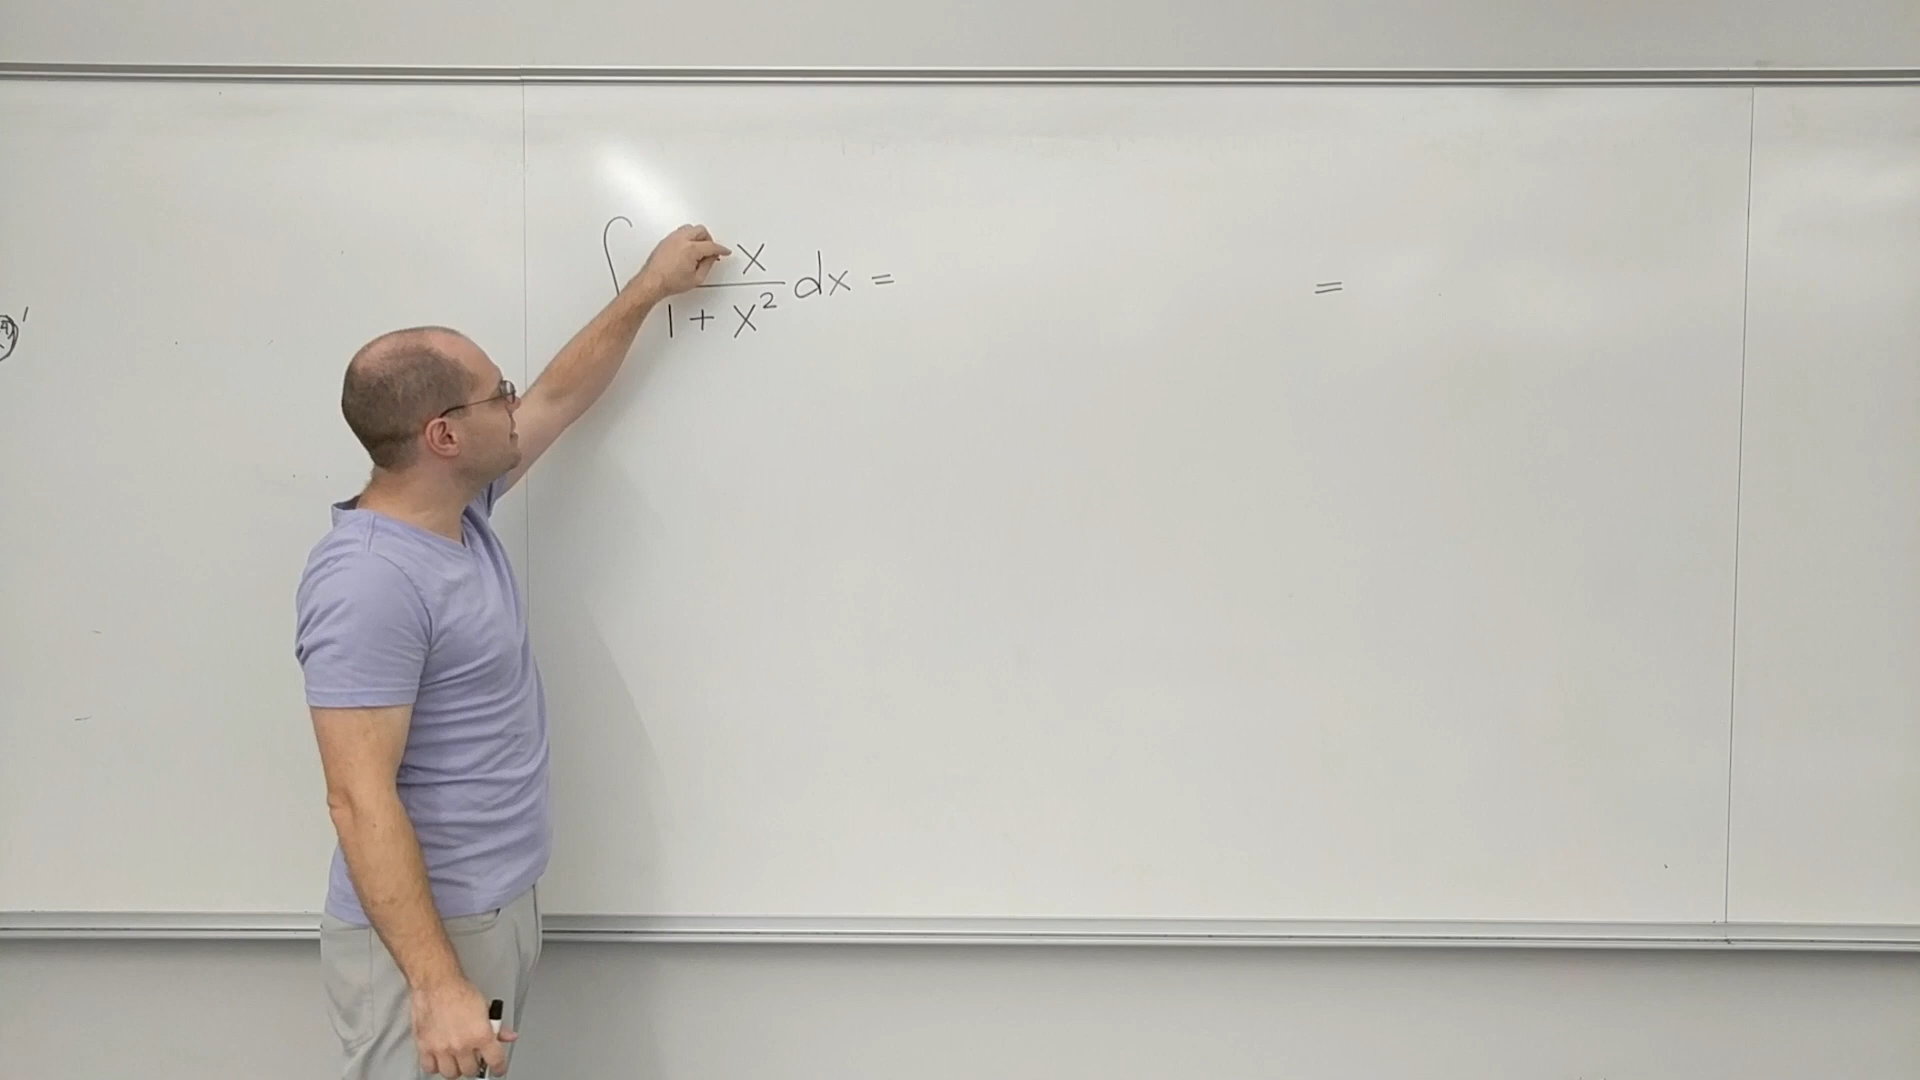 ∫ x / 1 + x² dx = =